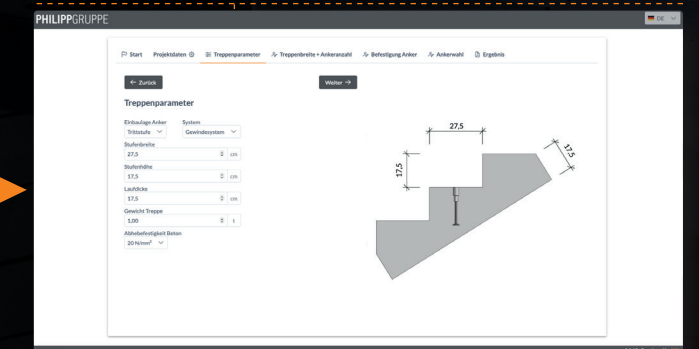 PHILIPPGRUPPE
DE
Start Projektdaten Treppenparameter Treppenbreite + Ankeranzahl Befestigung Anker Ankerwahl Ergebnis
← Zurück Weiter →
Treppenparameter
Einbaulage Anker System
Trittstufe Gewindesystem
Stufenbreite
27,5 cm
Stufenhöhe
17,5 cm
Laufdicke
17,5 cm
Gewicht Treppe
1,00 t
Abhebefestigkeit Beton
20 N/mm²
27,5
17,5
17,5